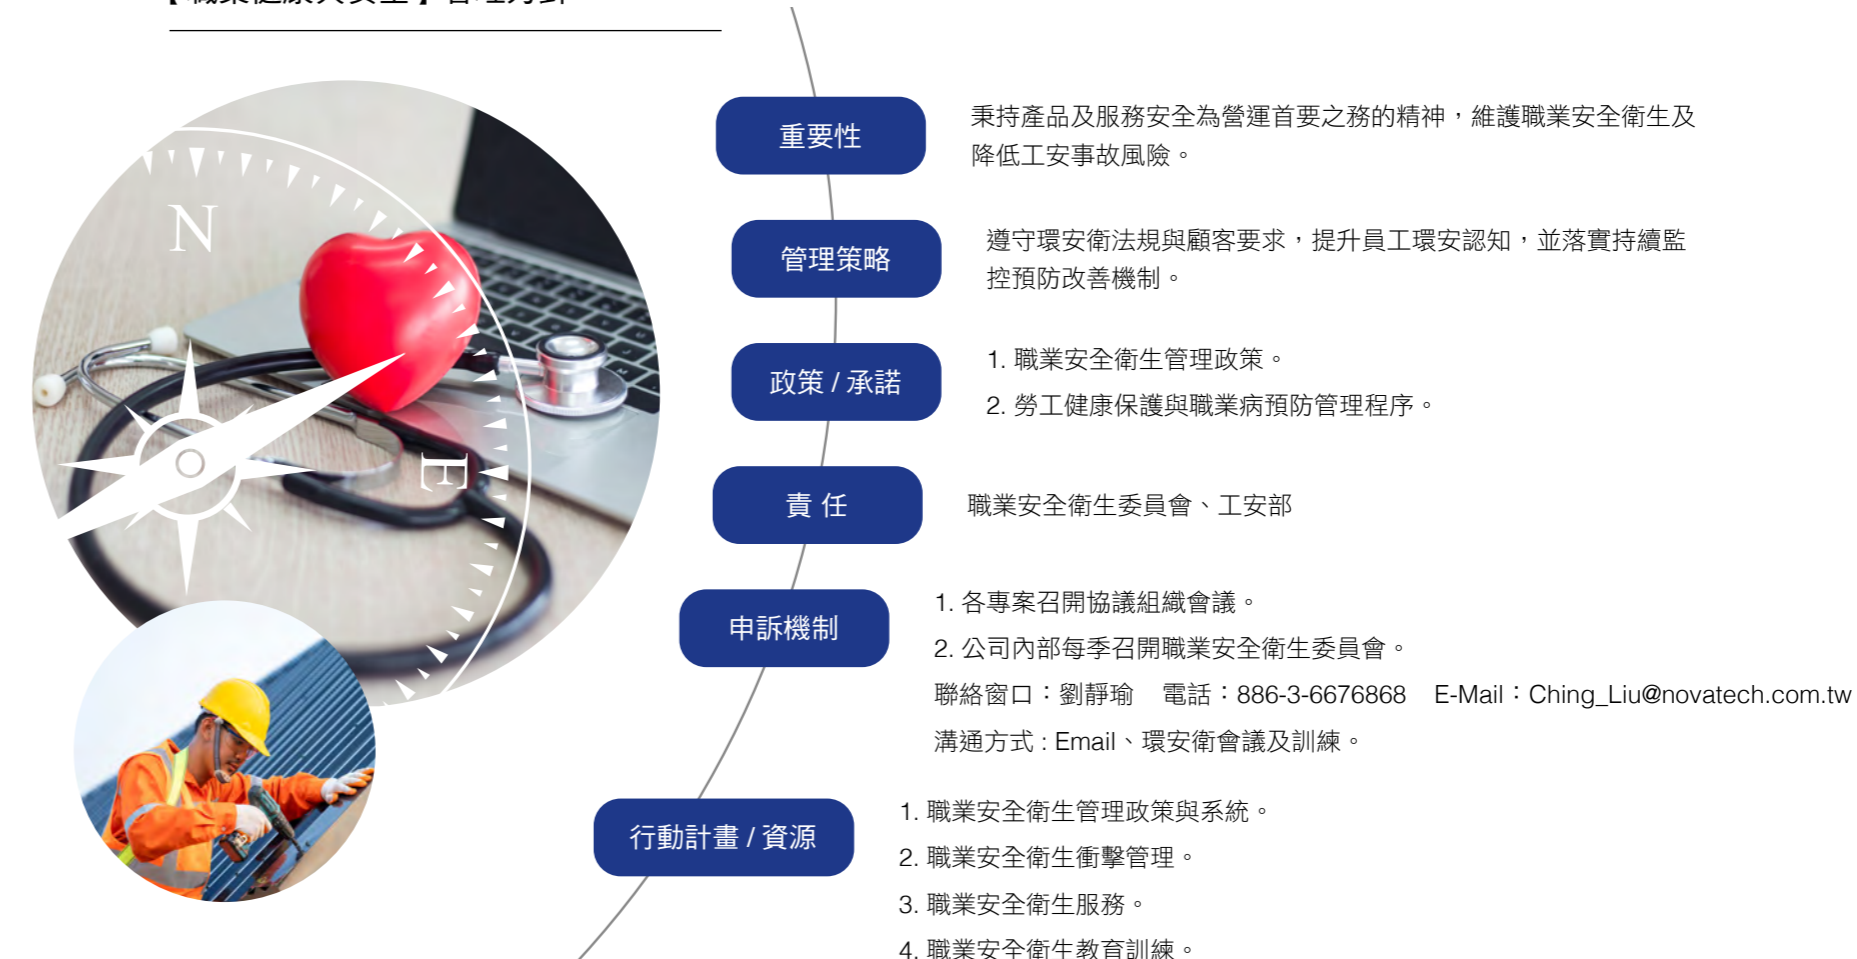 【職業健康與安全】管理方針
N
E
重要性
秉持產品及服務安全為營運首要之務的精神，維護職業安全衛生及
降低工安事故風險。
管理策略
遵守環安衛法規與顧客要求，提升員工環安認知，並落實持續監
控預防改善機制。
政策 / 承諾
1. 職業安全衛生管理政策。
2. 勞工健康保護與職業病預防管理程序。
責 任
職業安全衛生委員會、工安部
申訴機制
1. 各專案召開協議組織會議。
2. 公司內部每季召開職業安全衛生委員會。
聯絡窗口：劉靜瑜　電話：886-3-6676868　E-Mail：Ching_Liu@novatech.com.tw
溝通方式 : Email、環安衛會議及訓練。
行動計畫 / 資源
1. 職業安全衛生管理政策與系統。
2. 職業安全衛生衝擊管理。
3. 職業安全衛生服務。
4. 職業安全衛生教育訓練。